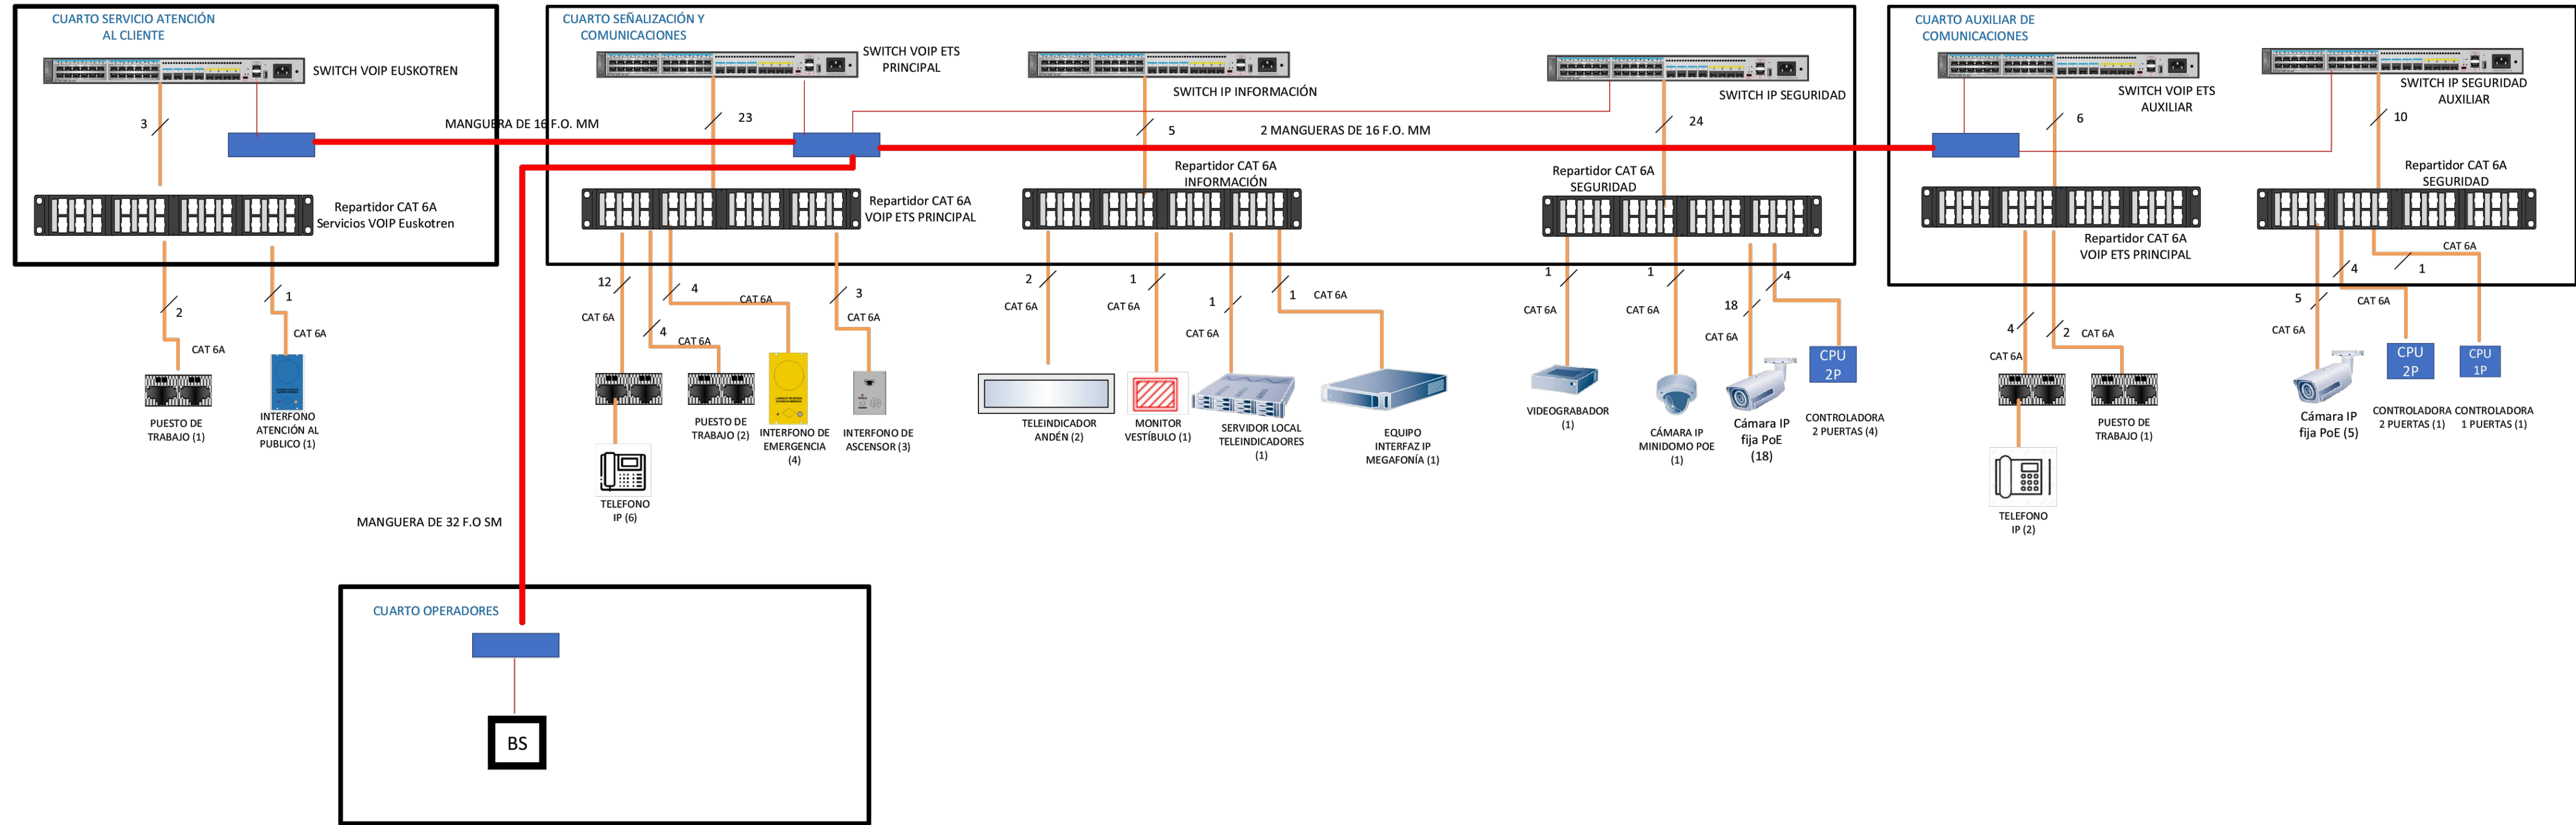 CUARTO SERVICIO ATENCIÓN
AL CLIENTE
SWITCH VOIP EUSKOTREN
3
MANGUERA DE 16 F.O. MM
Repartidor CAT 6A
Servicios VOIP Euskotren
2
CAT 6A
1
CAT 6A
PUESTO DE
TRABAJO (1)
INTERFONO
ATENCIÓN AL
PUBLICO (1)
CUARTO SEÑALIZACIÓN Y
COMUNICACIONES
SWITCH VOIP ETS
PRINCIPAL
23
SWITCH IP INFORMACIÓN
5
2 MANGUERAS DE 16 F.O. MM
SWITCH IP SEGURIDAD
24
Repartidor CAT 6A
VOIP ETS PRINCIPAL
Repartidor CAT 6A
INFORMACIÓN
Repartidor CAT 6A
SEGURIDAD
12
CAT 6A
4
CAT 6A
4
CAT 6A
3
CAT 6A
PUESTO DE
TRABAJO (2)
INTERFONO DE
EMERGENCIA
(4)
INTERFONO DE
ASCENSOR (3)
TELEFONO
IP (6)
2
CAT 6A
1
CAT 6A
1
CAT 6A
1
CAT 6A
TELEINDICADOR
ANDÉN (2)
MONITOR
VESTÍBULO (1)
SERVIDOR LOCAL
TELEINDICADORES
(1)
EQUIPO
INTERFAZ IP
MEGAFONÍA (1)
1
CAT 6A
1
CAT 6A
18
CAT 6A
4
CPU
2P
VIDEOGRABADOR
(1)
CÁMARA IP
MINIDOMO POE
(1)
Cámara IP
fija PoE
(18)
CONTROLADORA
2 PUERTAS (4)
CUARTO AUXILIAR DE
COMUNICACIONES
SWITCH VOIP ETS
AUXILIAR
6
SWITCH IP SEGURIDAD
AUXILIAR
10
Repartidor CAT 6A
VOIP ETS PRINCIPAL
Repartidor CAT 6A
SEGURIDAD
4
CAT 6A
2
CAT 6A
PUESTO DE
TRABAJO (1)
TELEFONO
IP (2)
5
CAT 6A
4
CAT 6A
CAT 6A
1
CPU
2P
CPU
1P
Cámara IP
fija PoE (5)
CONTROLADORA
2 PUERTAS (1)
CONTROLADORA
1 PUERTAS (1)
MANGUERA DE 32 F.O SM
CUARTO OPERADORES
BS